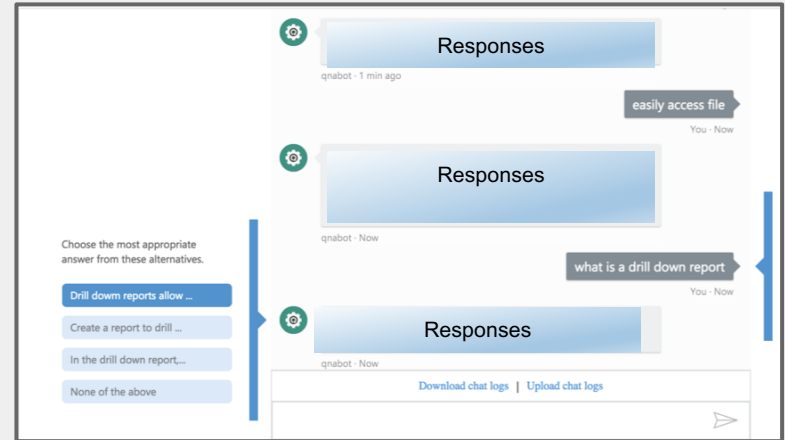 Responses
qnabot · 1 min ago
easily access file
You · Now
Responses
qnabot · Now
what is a drill down report
You · Now
Choose the most appropriate
answer from these alternatives.
Drill down reports allow ...
Create a report to drill ...
In the drill down report,...
None of the above
Responses
qnabot · Now
Download chat logs | Upload chat logs